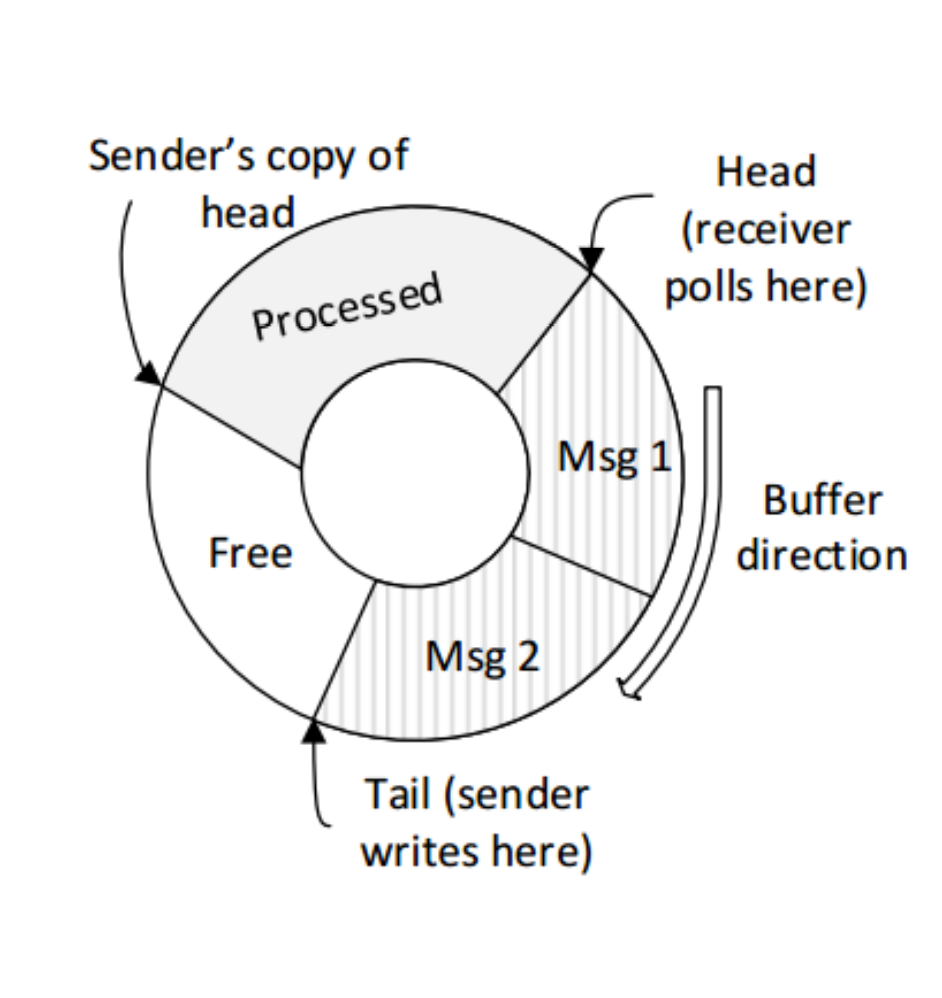 Sender’s copy of
head
Head
(receiver
polls here)
Processed
Msg 1
Buffer
direction
Free
Msg 2
Tail (sender
writes here)